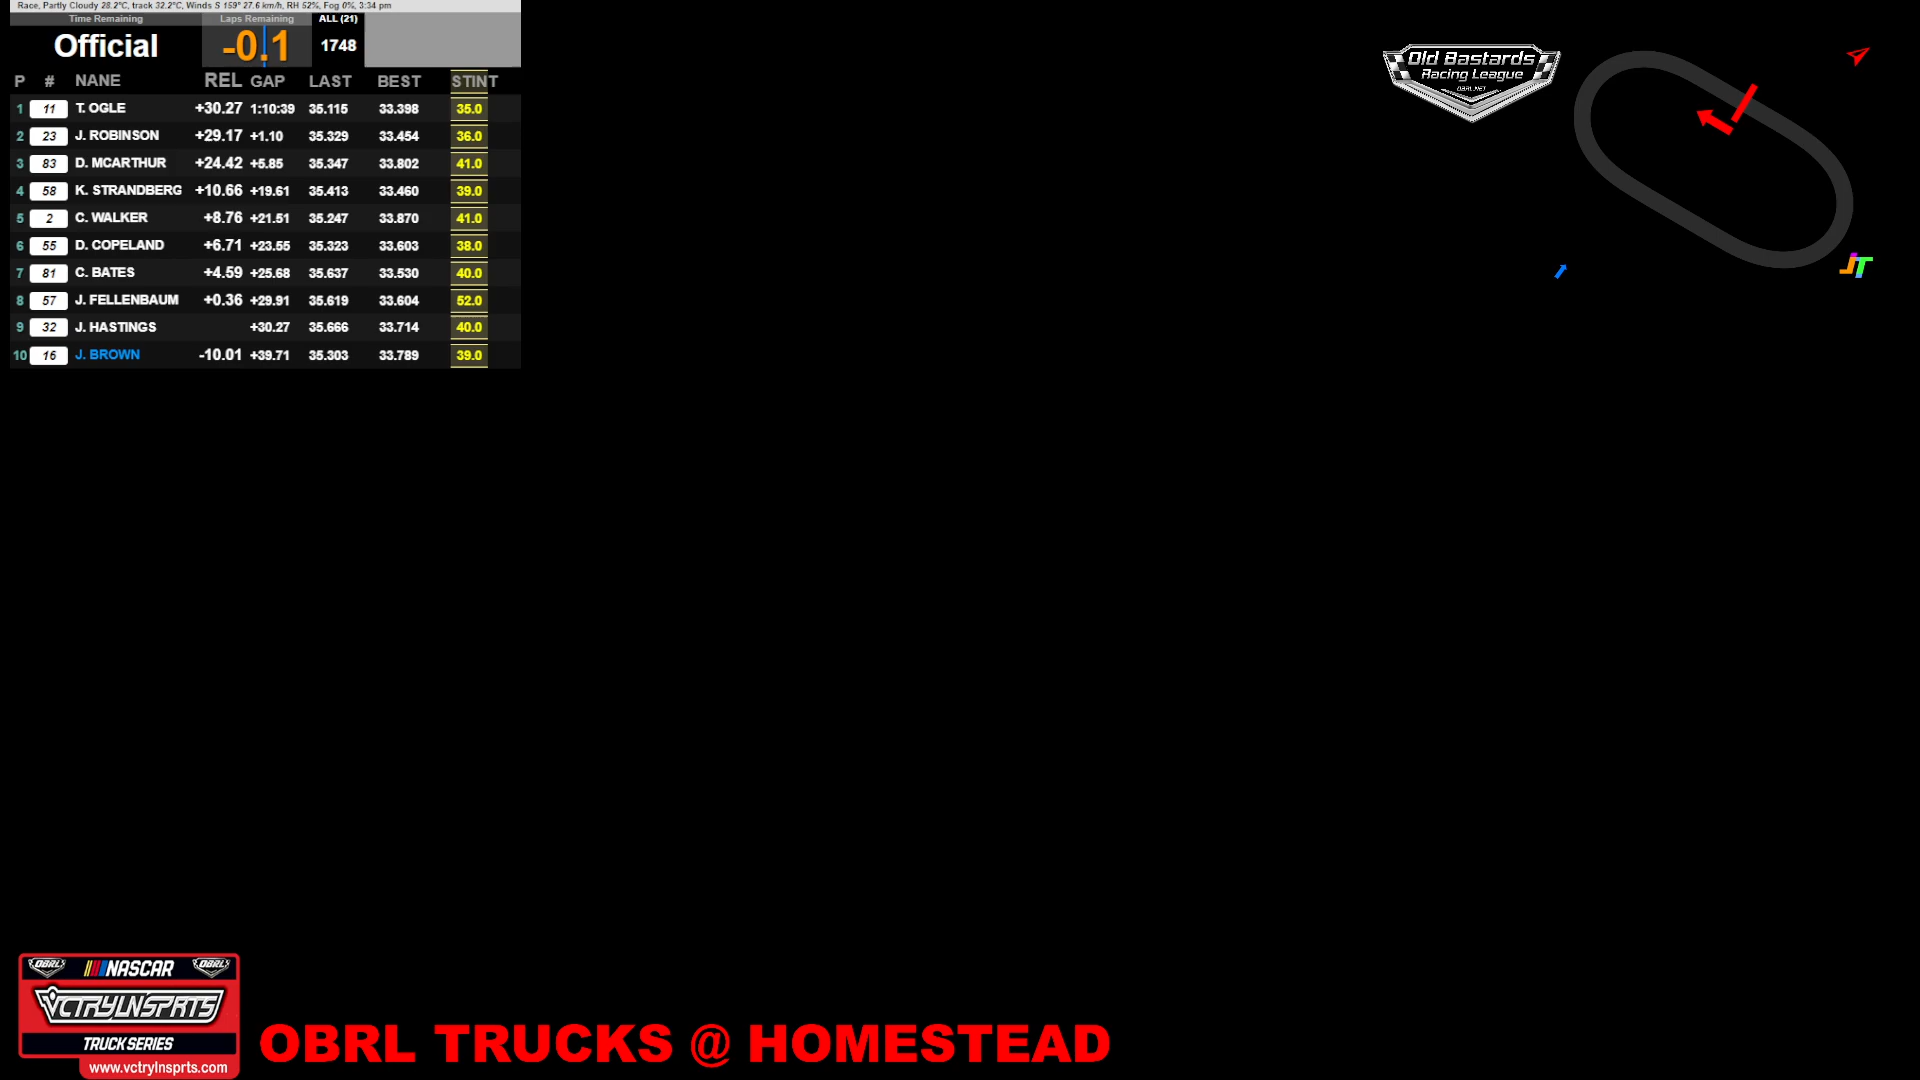 Race, Partly Cloudy 28.2°C, track 32.2°C, Winds S 159° 27.6 km/h, RH 52%, Fog 0%, 3:34 pm
Time Remaining Laps Remaining ALL (21)
Official -0.1 1748
P # NANE REL GAP LAST BEST STINT
1 11 T. OGLE +30.27 1:10:39 35.115 33.398 35.0
2 23 J. ROBINSON +29.17 +1.10 35.329 33.454 36.0
3 83 D. MCARTHUR +24.42 +5.85 35.347 33.802 41.0
4 58 K. STRANDBERG +10.66 +19.61 35.413 33.460 39.0
5 2 C. WALKER +8.76 +21.51 35.247 33.870 41.0
6 55 D. COPELAND +6.71 +23.55 35.323 33.603 38.0
7 81 C. BATES +4.59 +25.68 35.637 33.530 40.0
8 57 J. FELLENBAUM +0.36 +29.91 35.619 33.604 52.0
9 32 J. HASTINGS +30.27 35.666 33.714 40.0
10 16 J. BROWN -10.01 +39.71 35.303 33.789 39.0
Old Bastards
Racing League
OBRL.NET
JT
OBRL NASCAR OBRL
VCTRYLNSPRTS
TRUCK SERIES
www.vctrylnsprts.com
OBRL TRUCKS @ HOMESTEAD